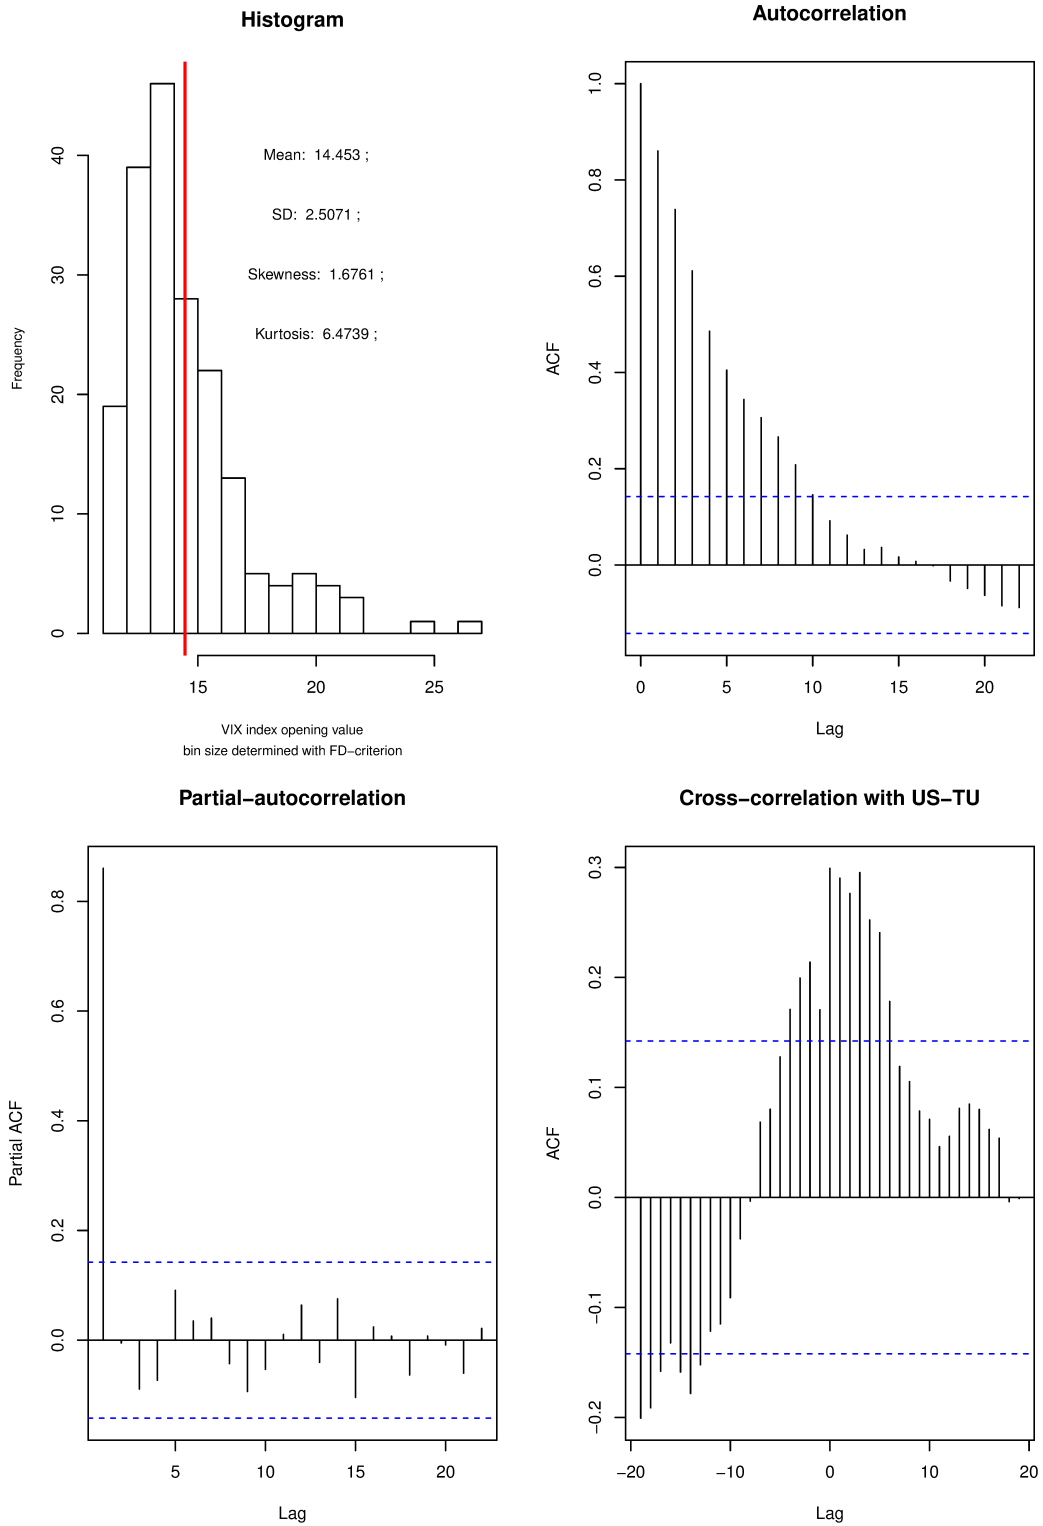 Histogram
Frequency
0
10
20
30
40
Mean: 14.453 ;
SD: 2.5071 ;
Skewness: 1.6761 ;
Kurtosis: 6.4739 ;
15 20 25
VIX index opening value
bin size determined with FD−criterion
Autocorrelation
ACF
0.0
0.2
0.4
0.6
0.8
1.0
0 5 10 15 20
Lag
Partial−autocorrelation
Partial ACF
0.0
0.2
0.4
0.6
0.8
5 10 15 20
Lag
Cross−correlation with US−TU
ACF
−0.2
−0.1
0.0
0.1
0.2
0.3
−20 −10 0 10 20
Lag